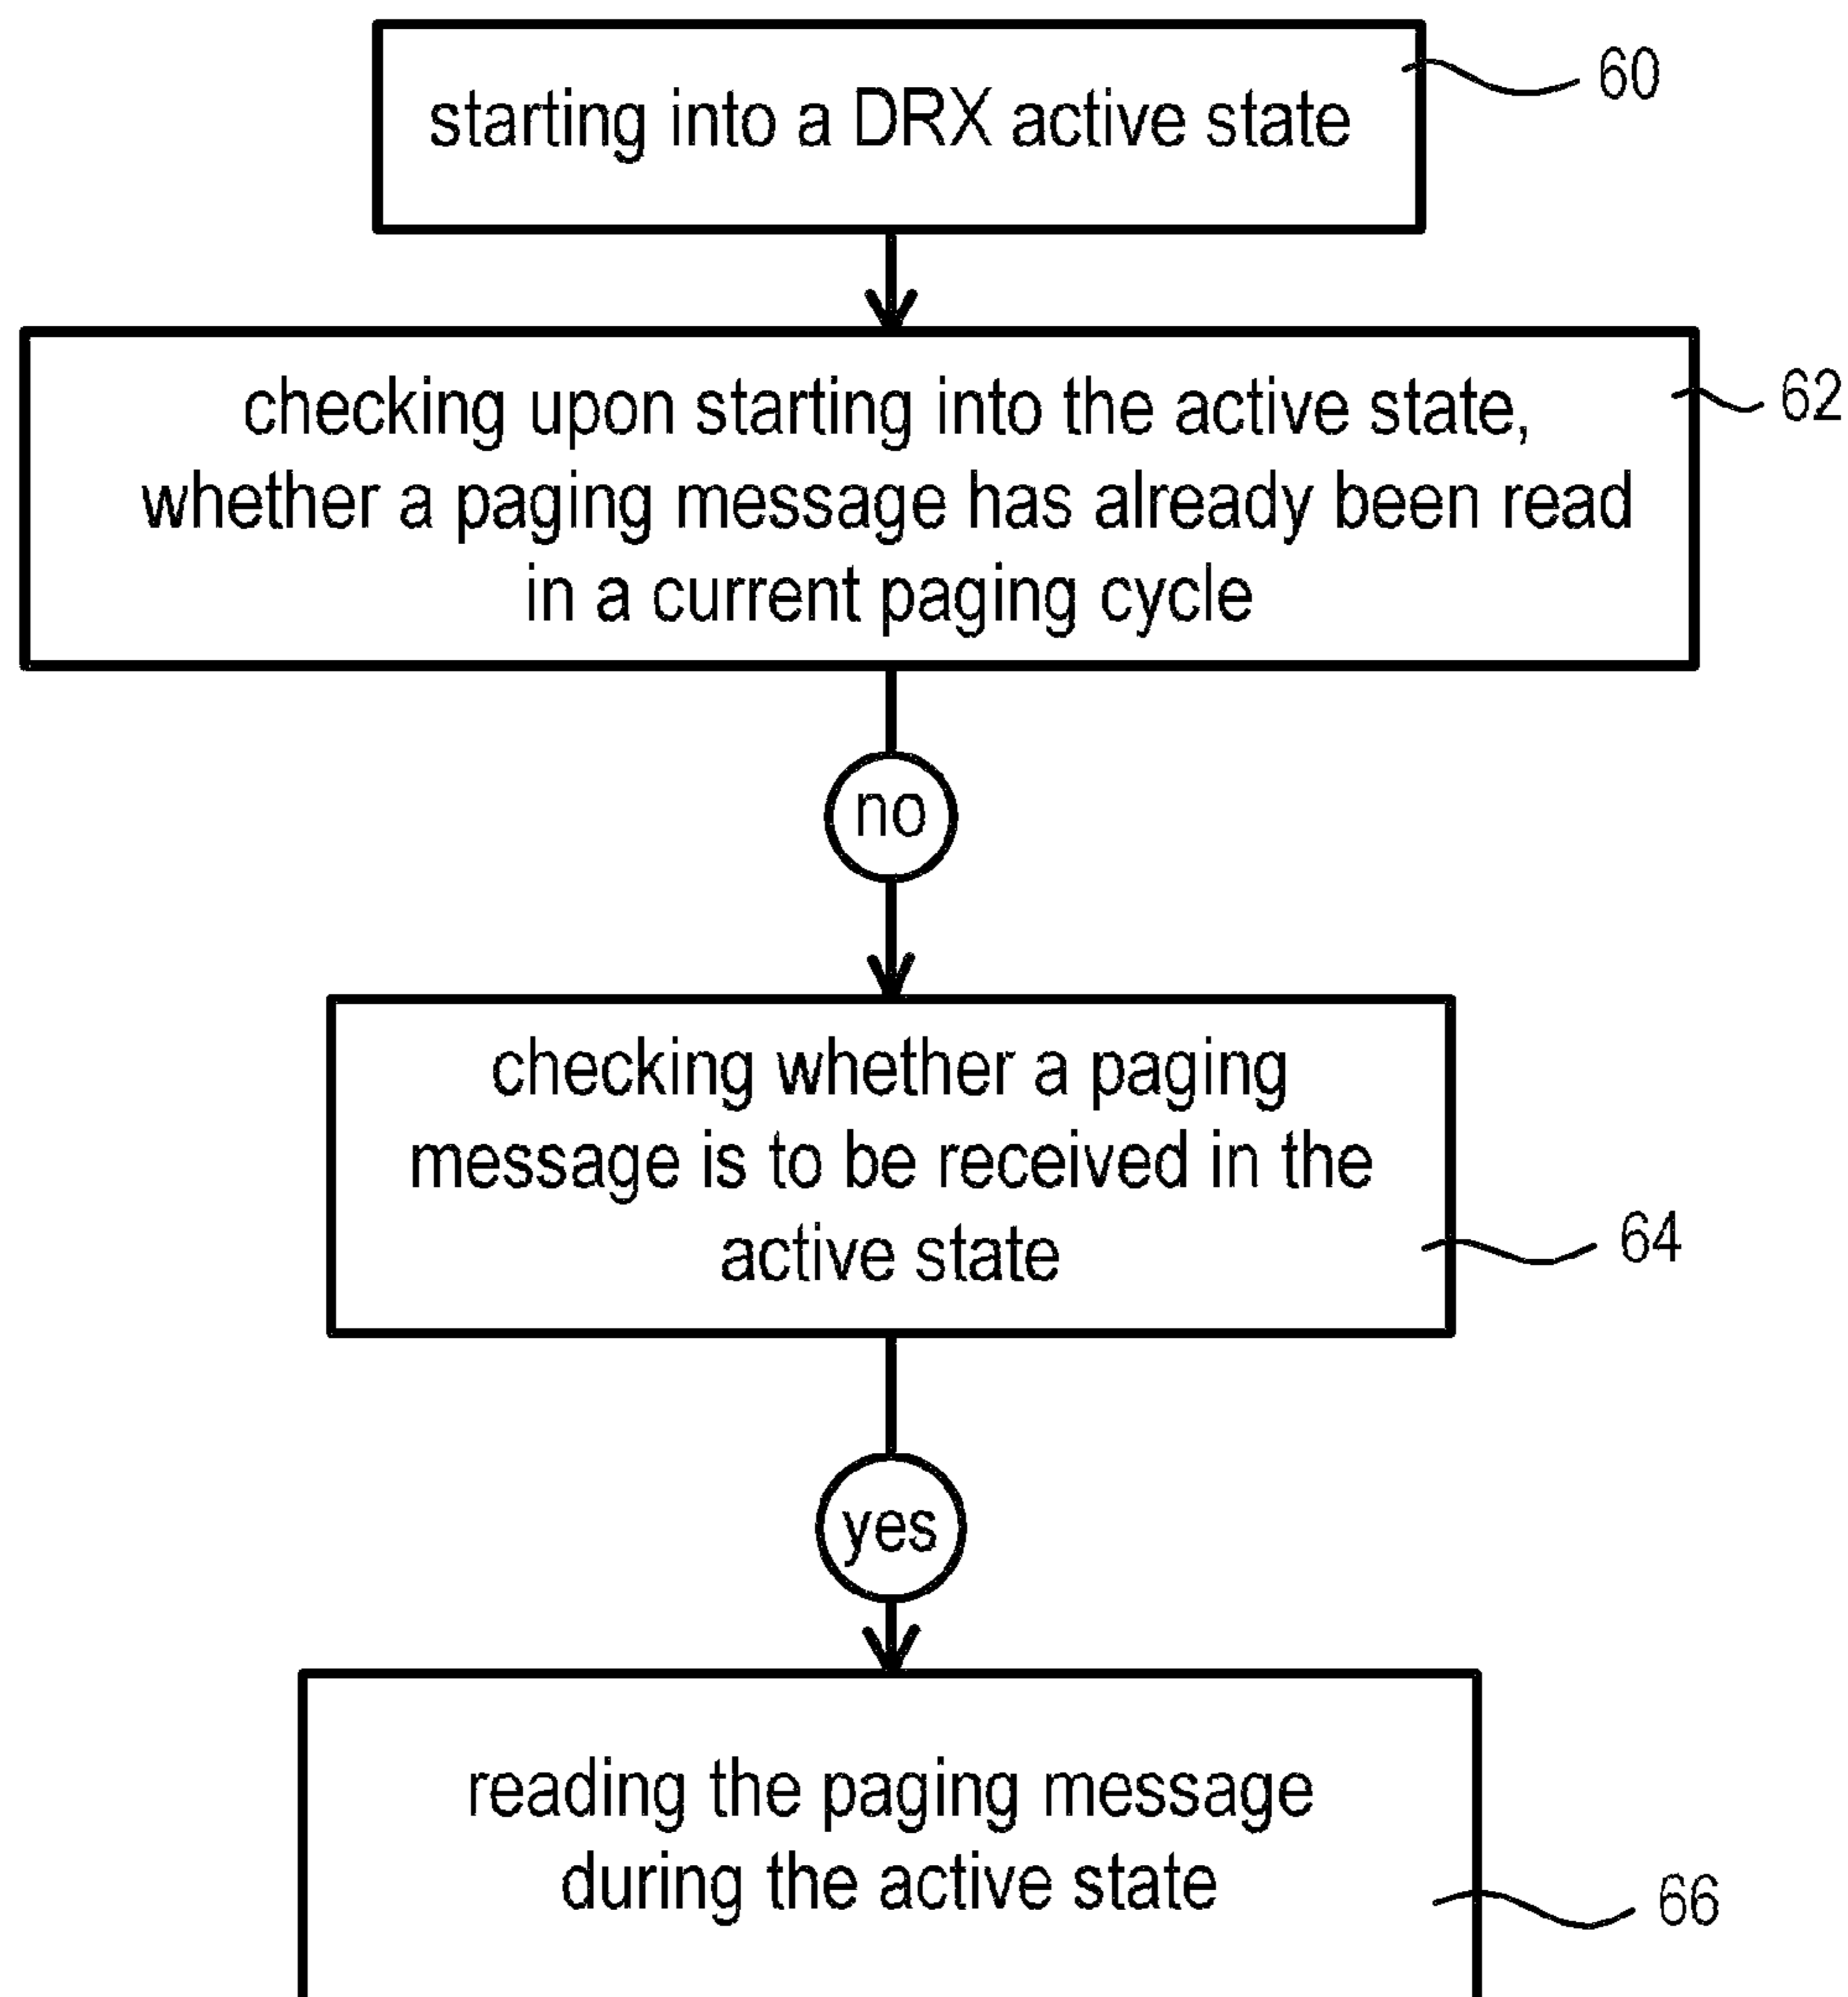 starting into a DRX active state
60
checking upon starting into the active state,
whether a paging message has already been read
in a current paging cycle
62
no
checking whether a paging
message is to be received in the
active state
64
yes
reading the paging message
during the active state
66